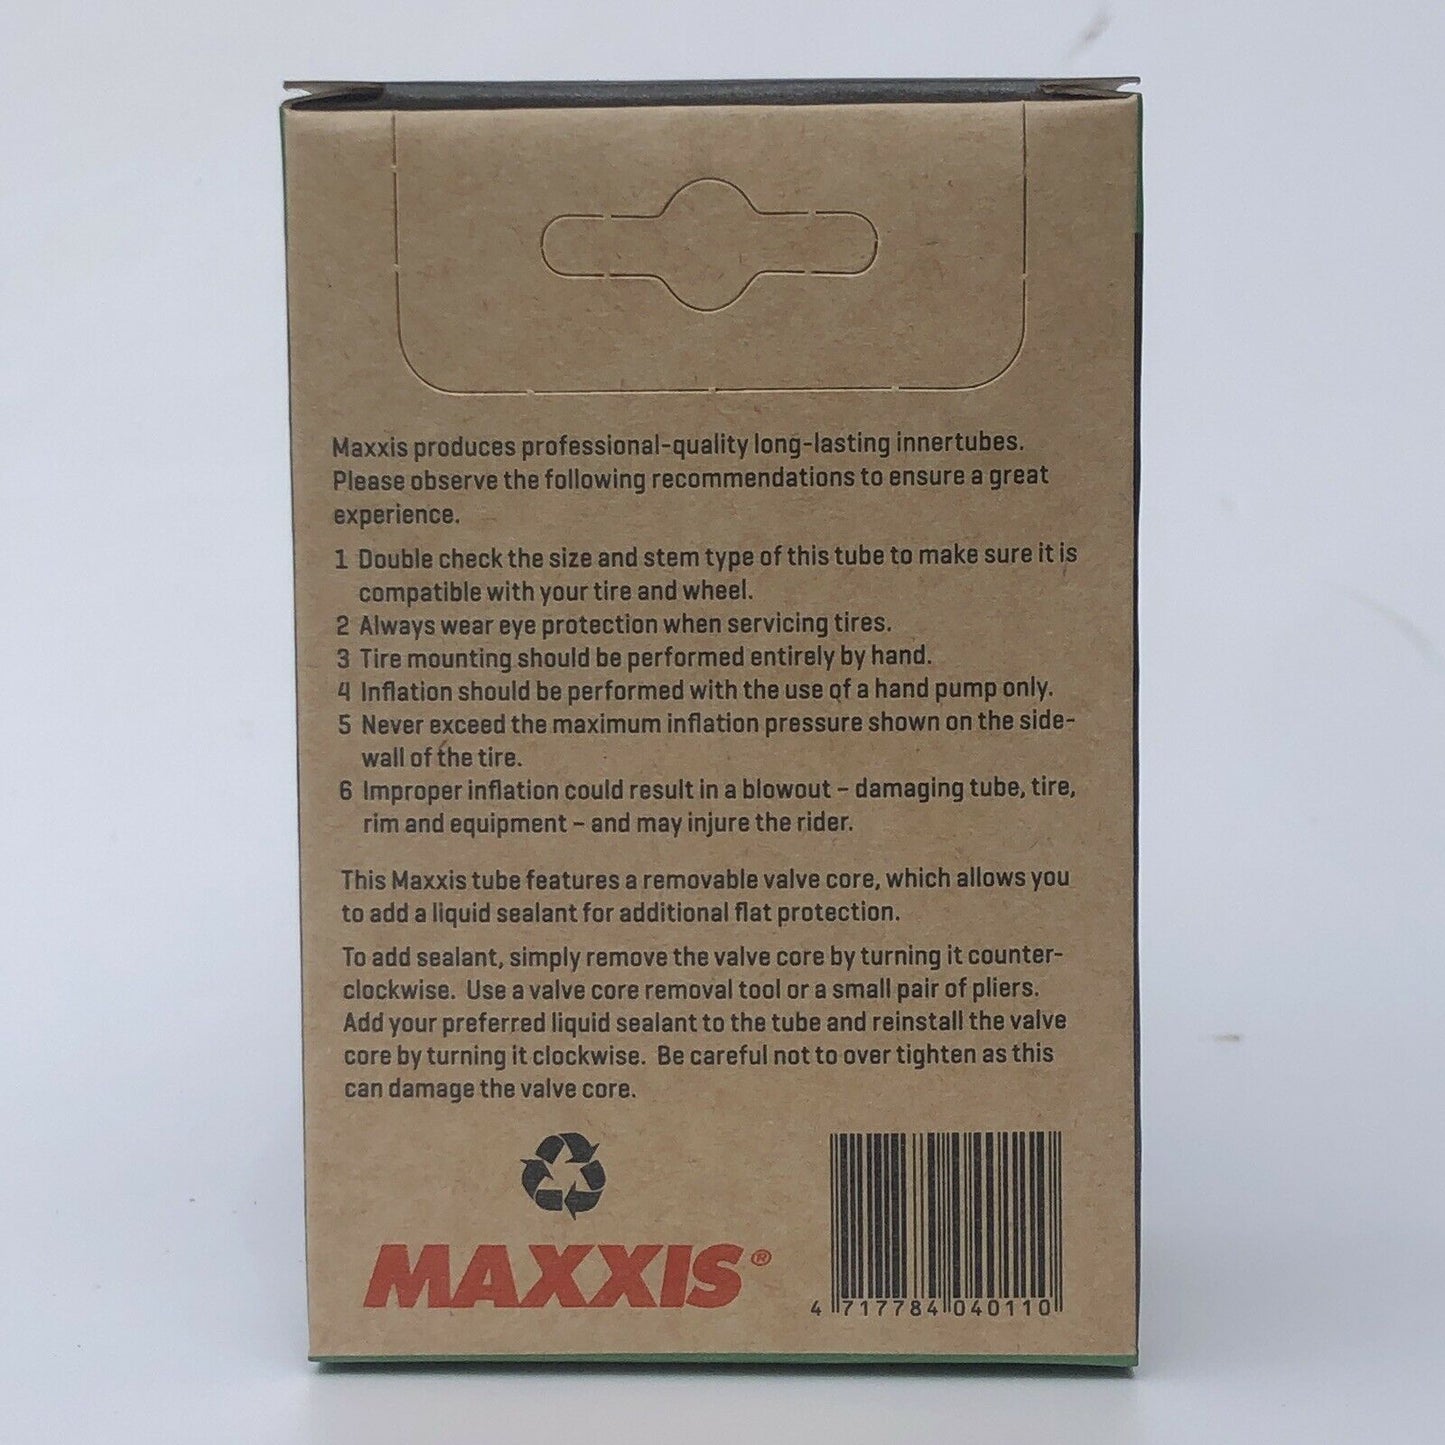 Maxxis produces professional-quality long-lasting innertubes.
Please observe the following recommendations to ensure a great
experience.
1 Double check the size and stem type of this tube to make sure it is
compatible with your tire and wheel.
2 Always wear eye protection when servicing tires.
3 Tire mounting should be performed entirely by hand.
4 Inflation should be performed with the use of a hand pump only.
5 Never exceed the maximum inflation pressure shown on the side-
wall of the tire.
6 Improper inflation could result in a blowout – damaging tube, tire,
rim and equipment – and may injure the rider.
This Maxxis tube features a removable valve core, which allows you
to add a liquid sealant for additional flat protection.
To add sealant, simply remove the valve core by turning it counter-
clockwise. Use a valve core removal tool or a small pair of pliers.
Add your preferred liquid sealant to the tube and reinstall the valve
core by turning it clockwise. Be careful not to over tighten as this
can damage the valve core.
MAXXIS®
4 717784 040110